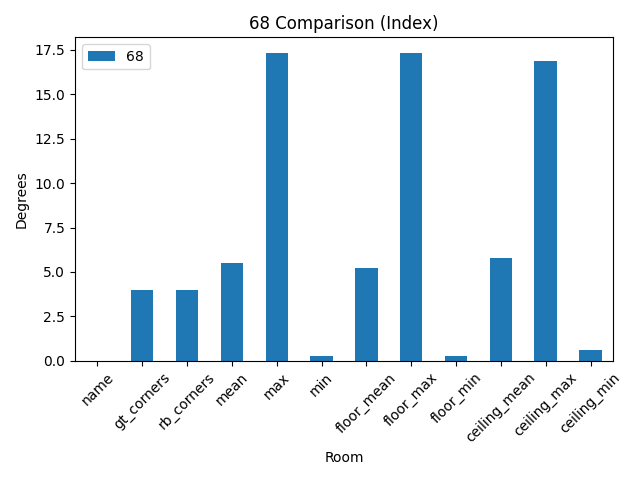 68 Comparison (Index)
68
Degrees
17.5
15.0
12.5
10.0
7.5
5.0
2.5
0.0
name
gt_corners
rb_corners
mean
max
min
floor_mean
floor_max
floor_min
ceiling_mean
ceiling_max
ceiling_min
Room